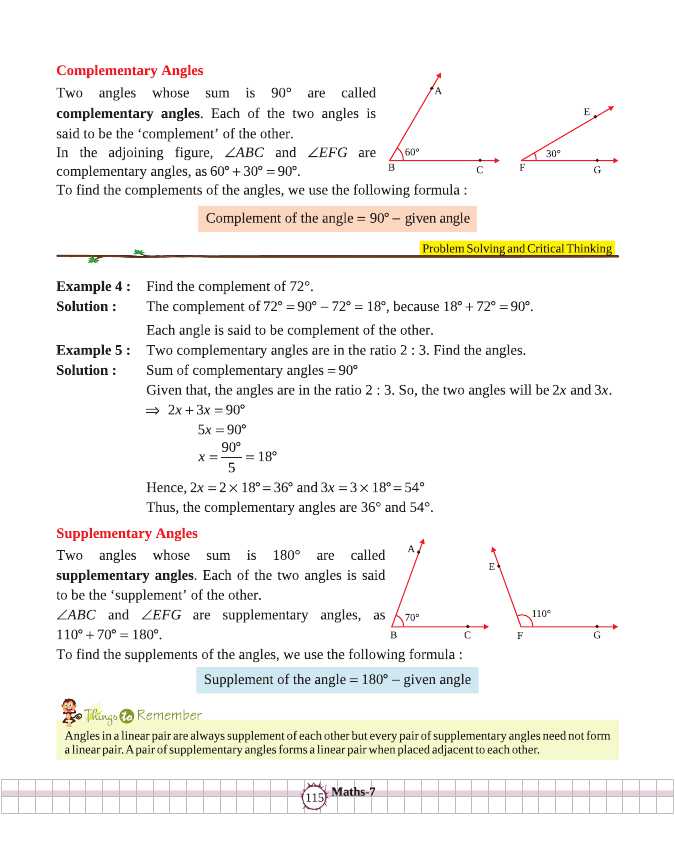 Complementary Angles
Two angles whose sum is 90° are called
complementary angles. Each of the two angles is
said to be the ‘complement’ of the other.
In the adjoining figure, ∠ABC and ∠EFG are
complementary angles, as 60° + 30° = 90°.
A
60°
B
C
E
30°
F
G
To find the complements of the angles, we use the following formula :
Complement of the angle = 90° − given angle
Problem Solving and Critical Thinking
Example 4 : Find the complement of 72°.
Solution : The complement of 72° = 90° − 72° = 18°, because 18° + 72° = 90°.
Each angle is said to be complement of the other.
Example 5 : Two complementary angles are in the ratio 2 : 3. Find the angles.
Solution : Sum of complementary angles = 90°
Given that, the angles are in the ratio 2 : 3. So, the two angles will be 2x and 3x.
⇒ 2x + 3x = 90°
5x = 90°
x = 90°/5 = 18°
Hence, 2x = 2 × 18° = 36° and 3x = 3 × 18° = 54°
Thus, the complementary angles are 36° and 54°.
Supplementary Angles
Two angles whose sum is 180° are called
supplementary angles. Each of the two angles is said
to be the ‘supplement’ of the other.
∠ABC and ∠EFG are supplementary angles, as
110° + 70° = 180°.
A
70°
B
C
E
110°
F
G
To find the supplements of the angles, we use the following formula :
Supplement of the angle = 180° − given angle
Things to Remember
Angles in a linear pair are always supplement of each other but every pair of supplementary angles need not form
a linear pair. A pair of supplementary angles forms a linear pair when placed adjacent to each other.
115 Maths-7